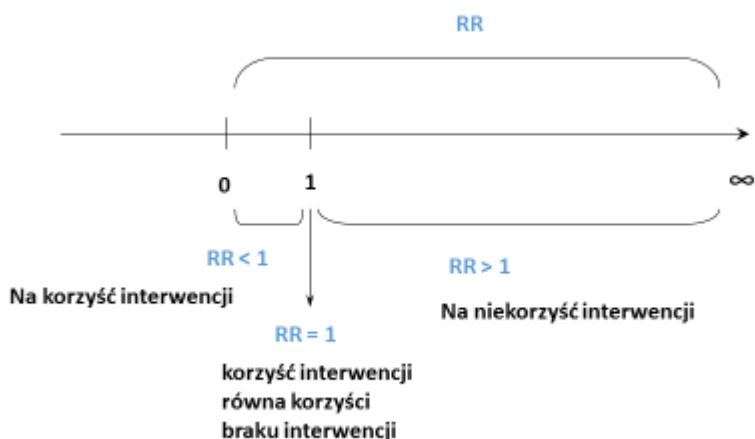 RR
0
1
∞
RR < 1
RR > 1
Na korzyść interwencji
Na niekorzyść interwencji
RR = 1
korzyść interwencji
równa korzyści
braku interwencji